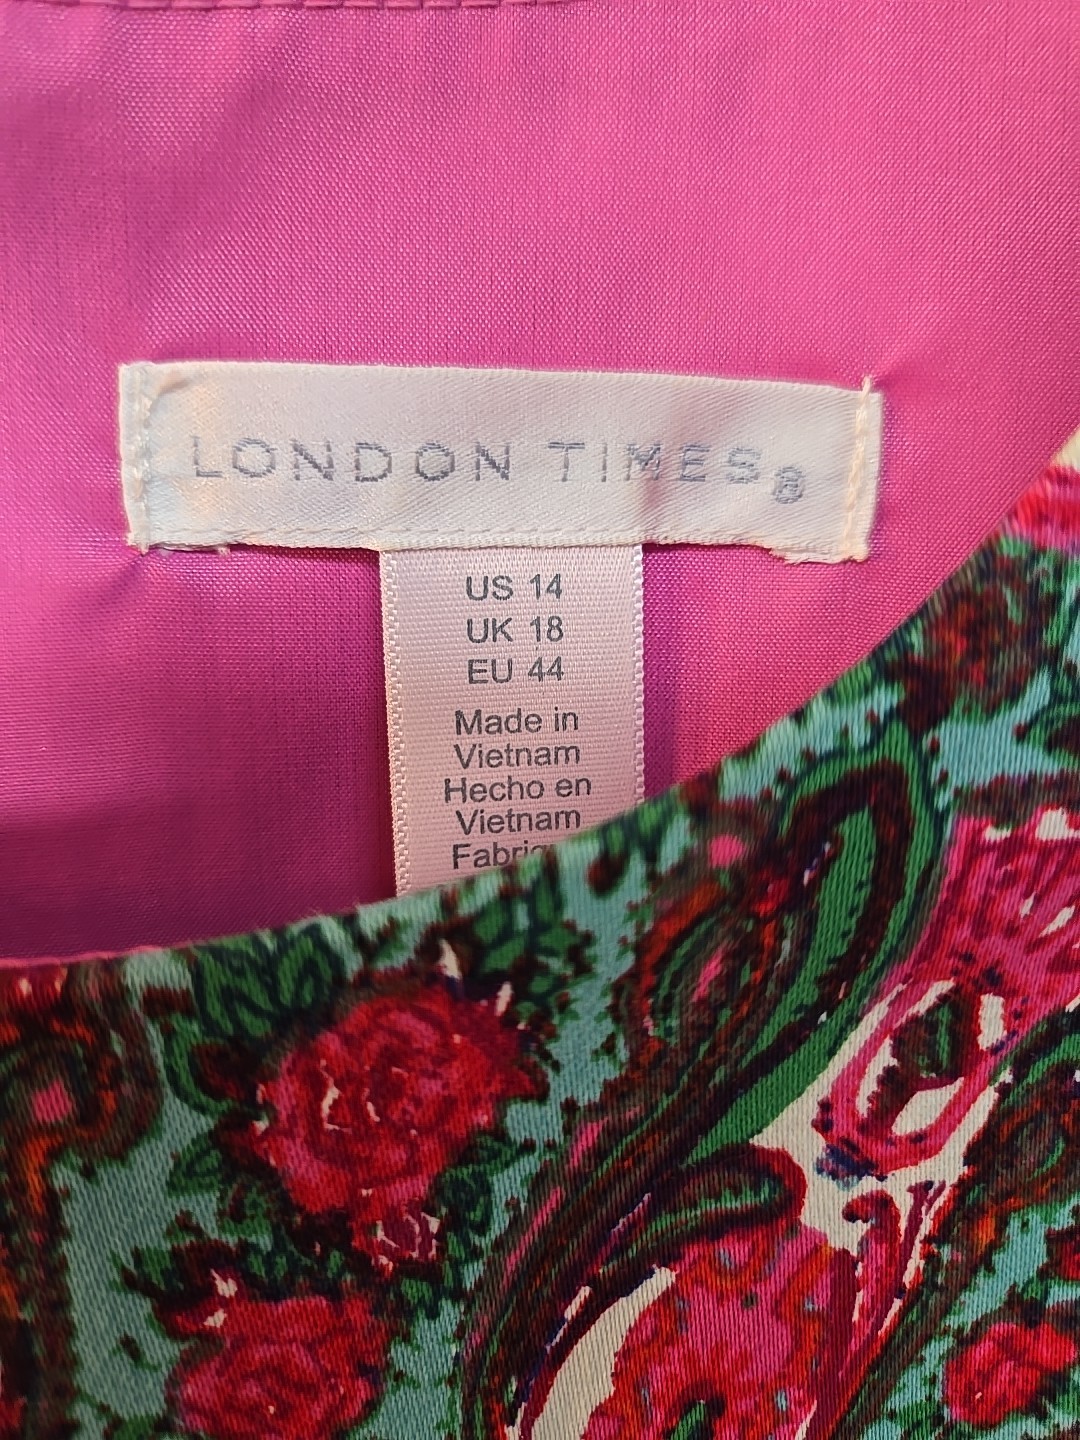 LONDON TIMES®
US 14
UK 18
EU 44
Made in
Vietnam
Hecho en
Vietnam